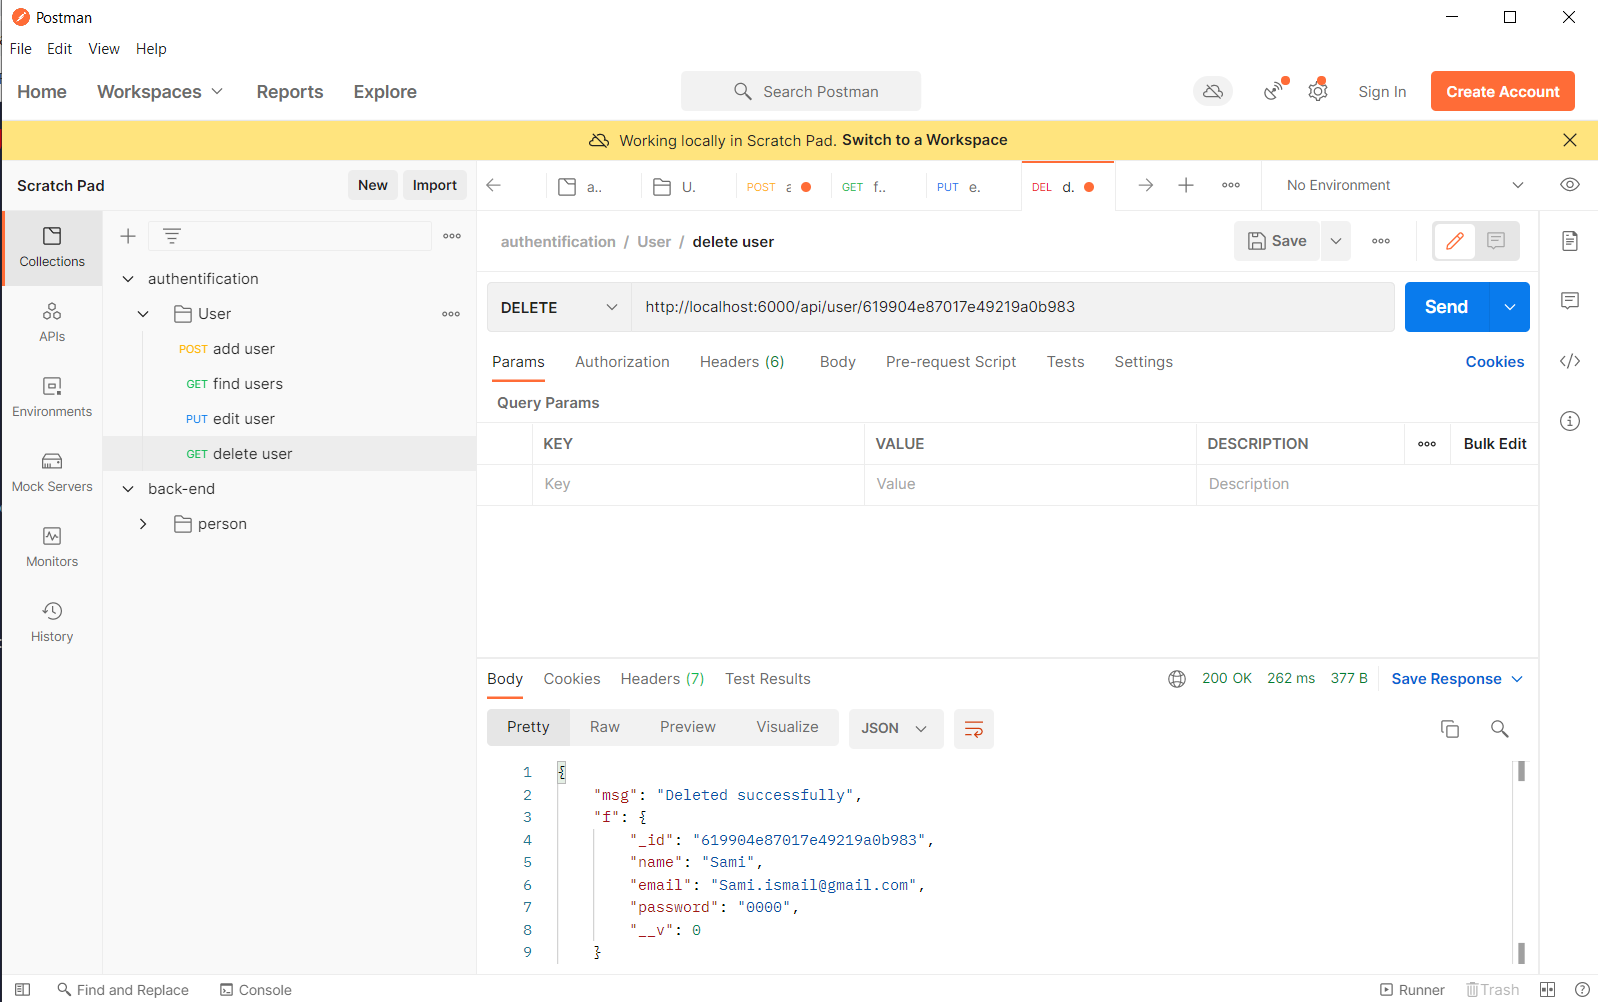 Postman
File Edit View Help
Home Workspaces Reports Explore Search Postman Sign In Create Account
Working locally in Scratch Pad. Switch to a Workspace
Scratch Pad New Import
a.. U. POST GET f.. PUT e. DEL d. No Environment
Collections
APIs
Environments
Mock Servers
Monitors
History
authentification
User
POST add user
GET find users
PUT edit user
GET delete user
back-end
person
authentification / User / delete user Save
DELETE http://localhost:6000/api/user/619904e87017e49219a0b983 Send
Params Authorization Headers (6) Body Pre-request Script Tests Settings Cookies
Query Params
KEY VALUE DESCRIPTION Bulk Edit
Key Value Description
Body Cookies Headers (7) Test Results 200 OK 262 ms 377 B Save Response
Pretty Raw Preview Visualize JSON
1 {
2 "msg": "Deleted successfully",
3 "f": {
4 "_id": "619904e87017e49219a0b983",
5 "name": "Sami",
6 "email": "Sami.ismail@gmail.com",
7 "password": "0000",
8 "__v": 0
9 }
Find and Replace Console Runner Trash